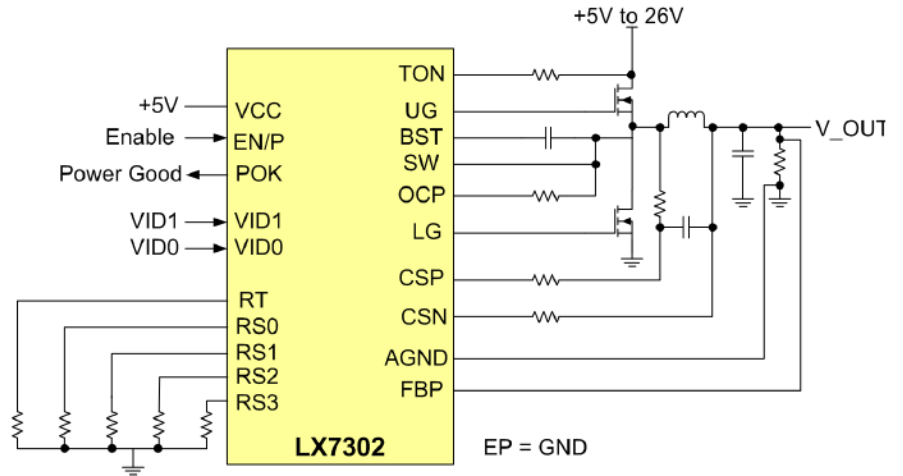 +5V to 26V
TON
UG
BST
SW
OCP
LG
CSP
CSN
AGND
FBP
+5V
VCC
Enable
EN/P
Power Good
POK
VID1
VID1
VID0
VID0
RT
RS0
RS1
RS2
RS3
LX7302
EP = GND
V_OUT